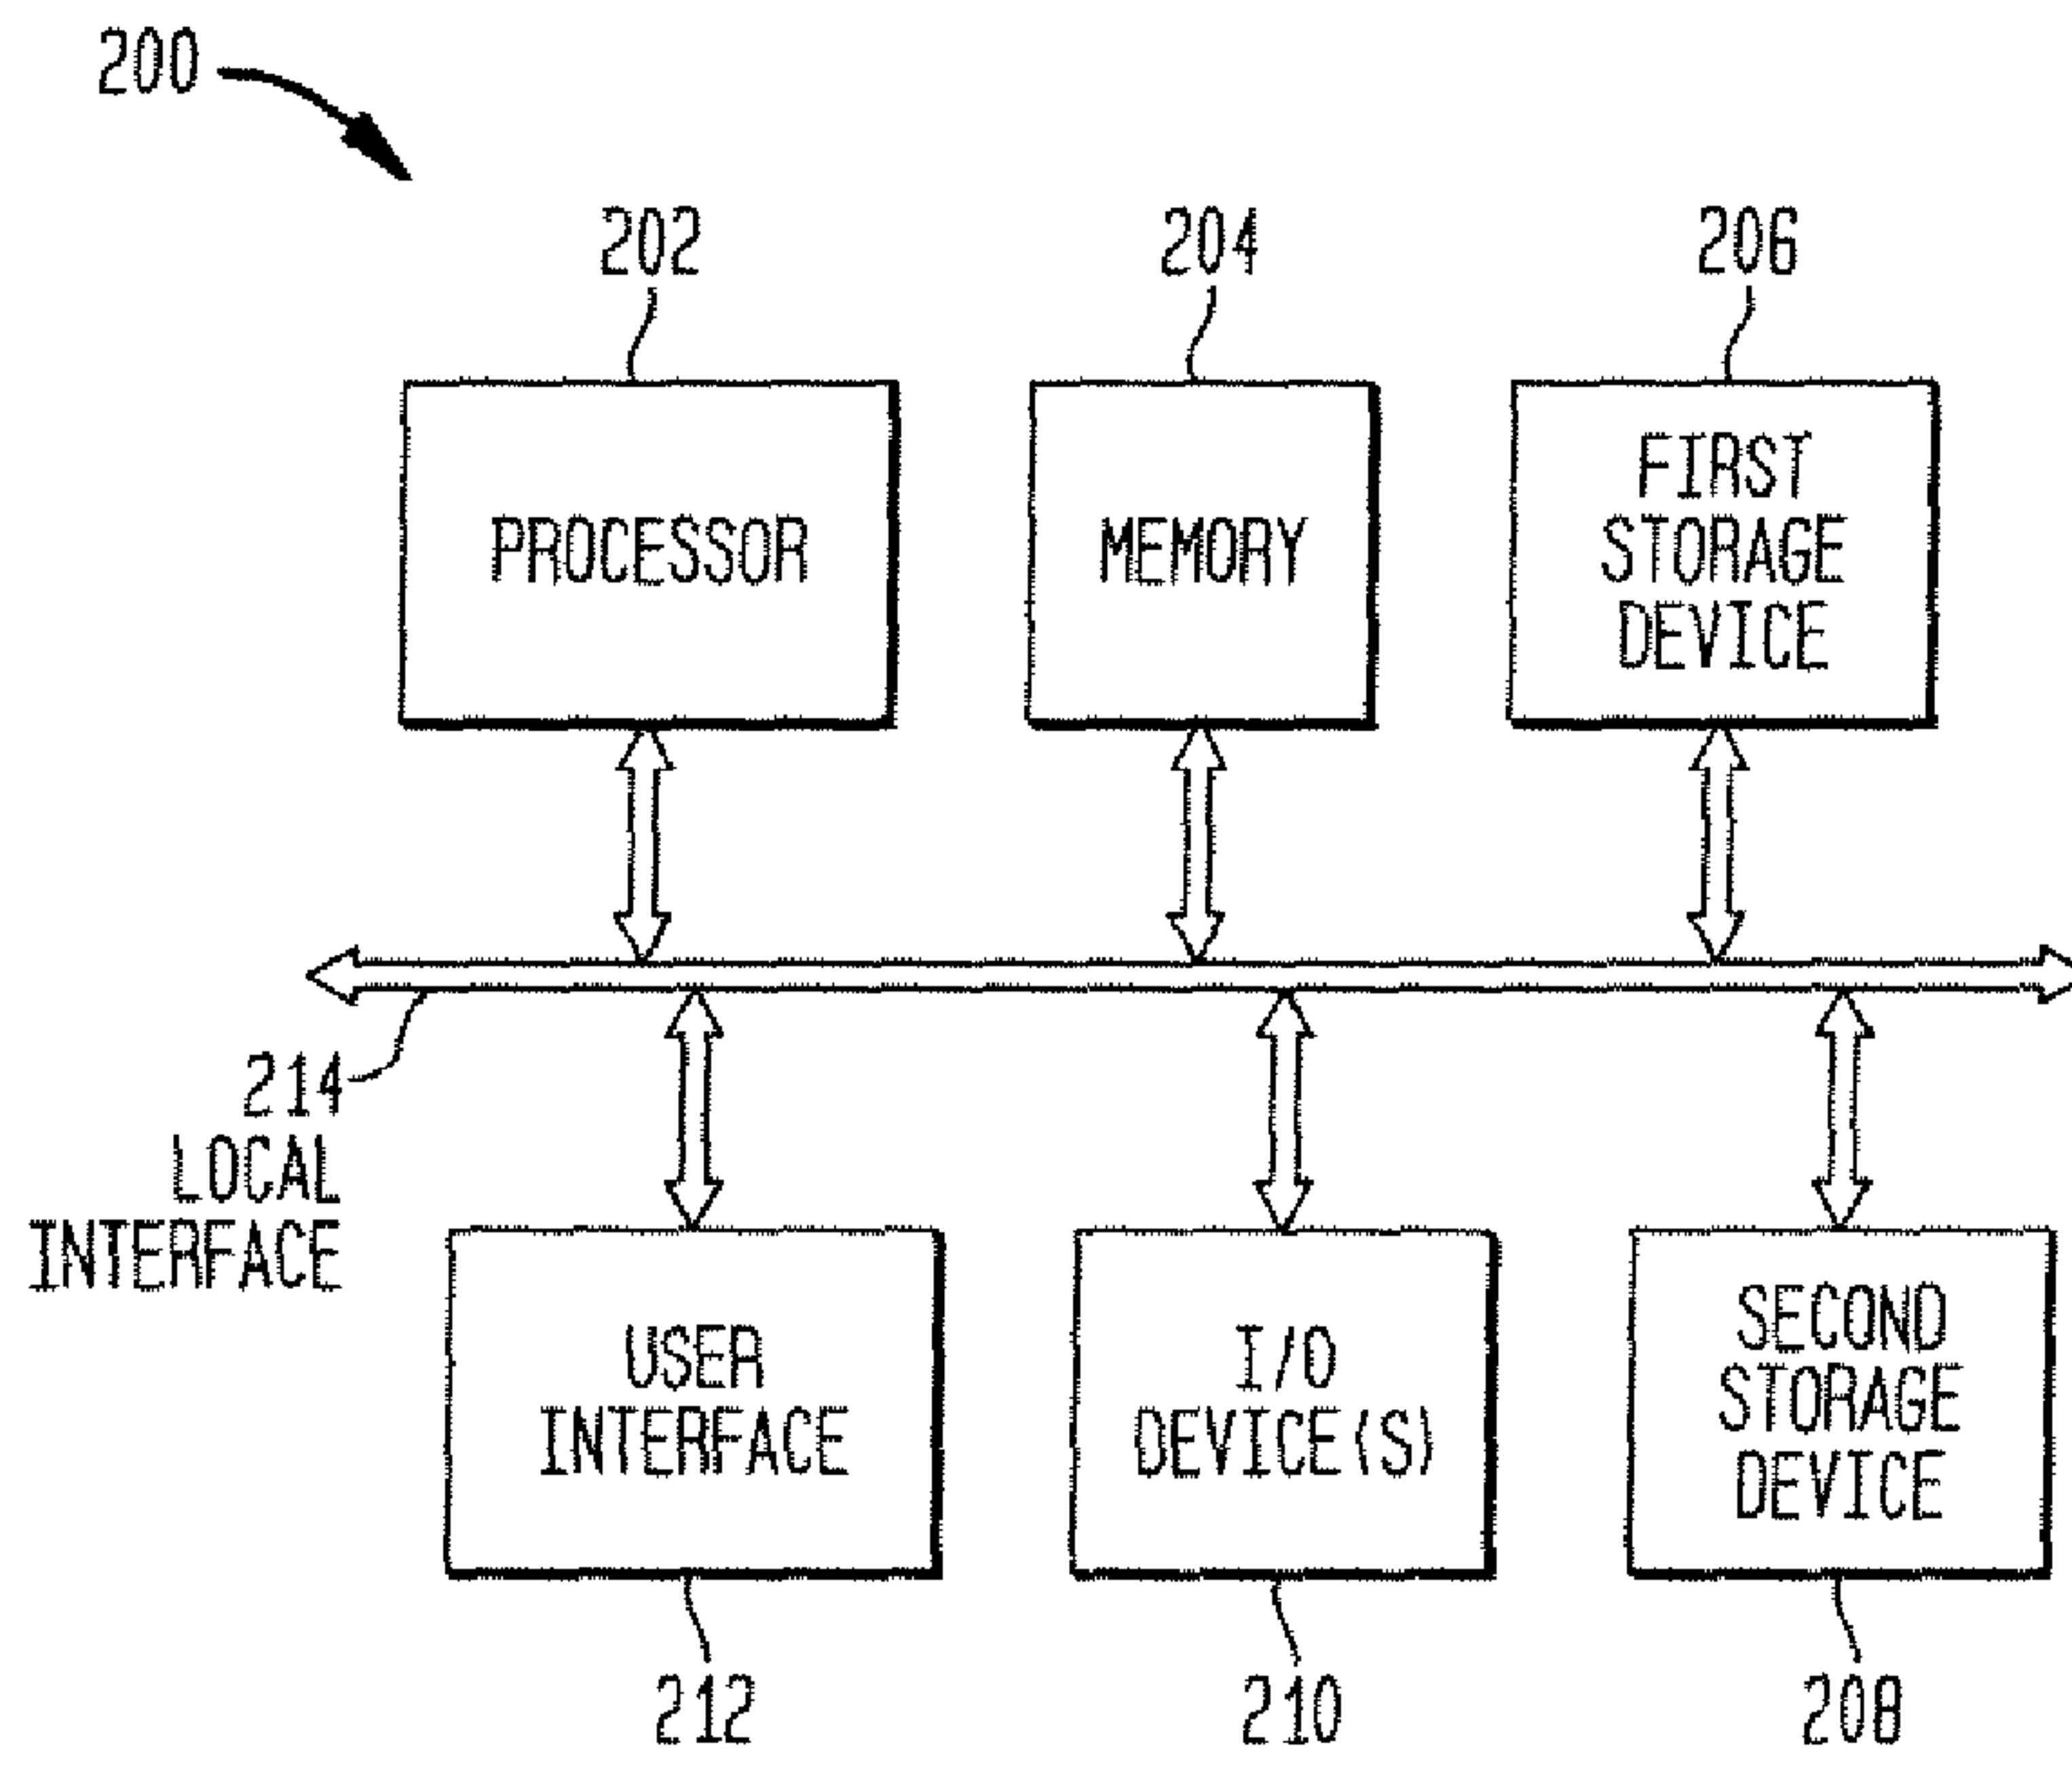 200
202
204
206
PROCESSOR
MEMORY
FIRST
STORAGE
DEVICE
214
LOCAL
INTERFACE
USER
INTERFACE
I/O
DEVICE(S)
SECOND
STORAGE
DEVICE
212
210
208